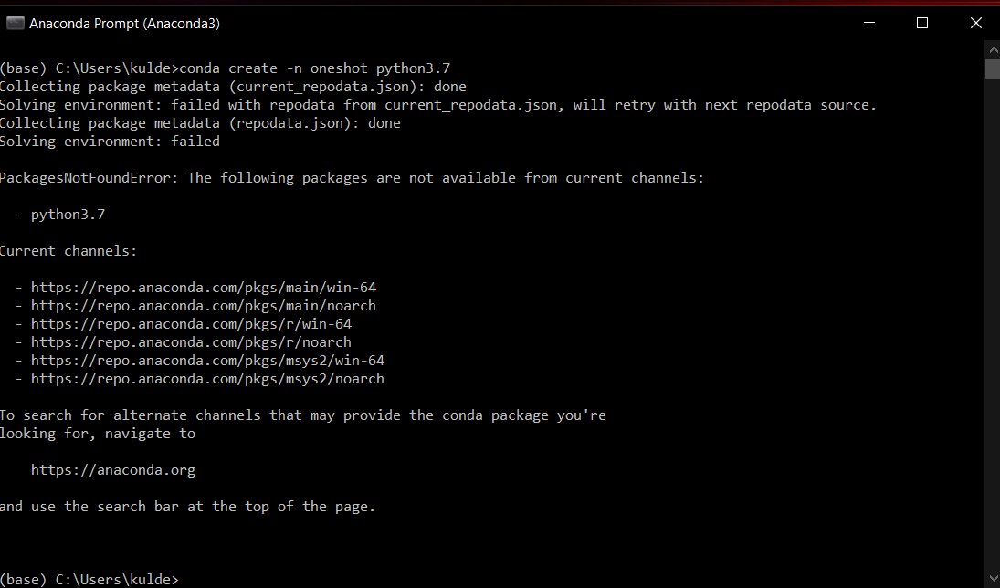 Anaconda Prompt (Anaconda3)
(base) C:\Users\kulde>conda create -n oneshot python3.7
Collecting package metadata (current_repodata.json): done
Solving environment: failed with repodata from current_repodata.json, will retry with next repodata source.
Collecting package metadata (repodata.json): done
Solving environment: failed
PackagesNotFoundError: The following packages are not available from current channels:
- python3.7
Current channels:
- https://repo.anaconda.com/pkgs/main/win-64
- https://repo.anaconda.com/pkgs/main/noarch
- https://repo.anaconda.com/pkgs/r/win-64
- https://repo.anaconda.com/pkgs/r/noarch
- https://repo.anaconda.com/pkgs/msys2/win-64
- https://repo.anaconda.com/pkgs/msys2/noarch
To search for alternate channels that may provide the conda package you're
looking for, navigate to
https://anaconda.org
and use the search bar at the top of the page.
(base) C:\Users\kulde>